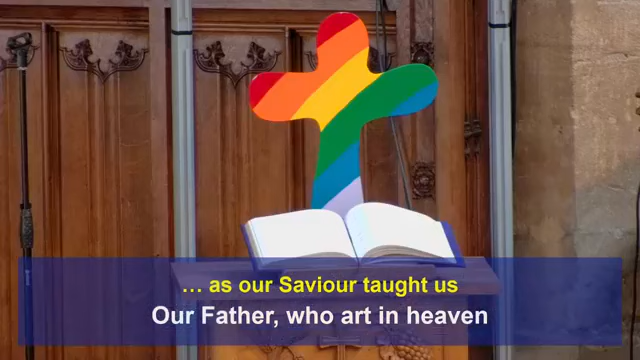 … as our Saviour taught us
Our Father, who art in heaven